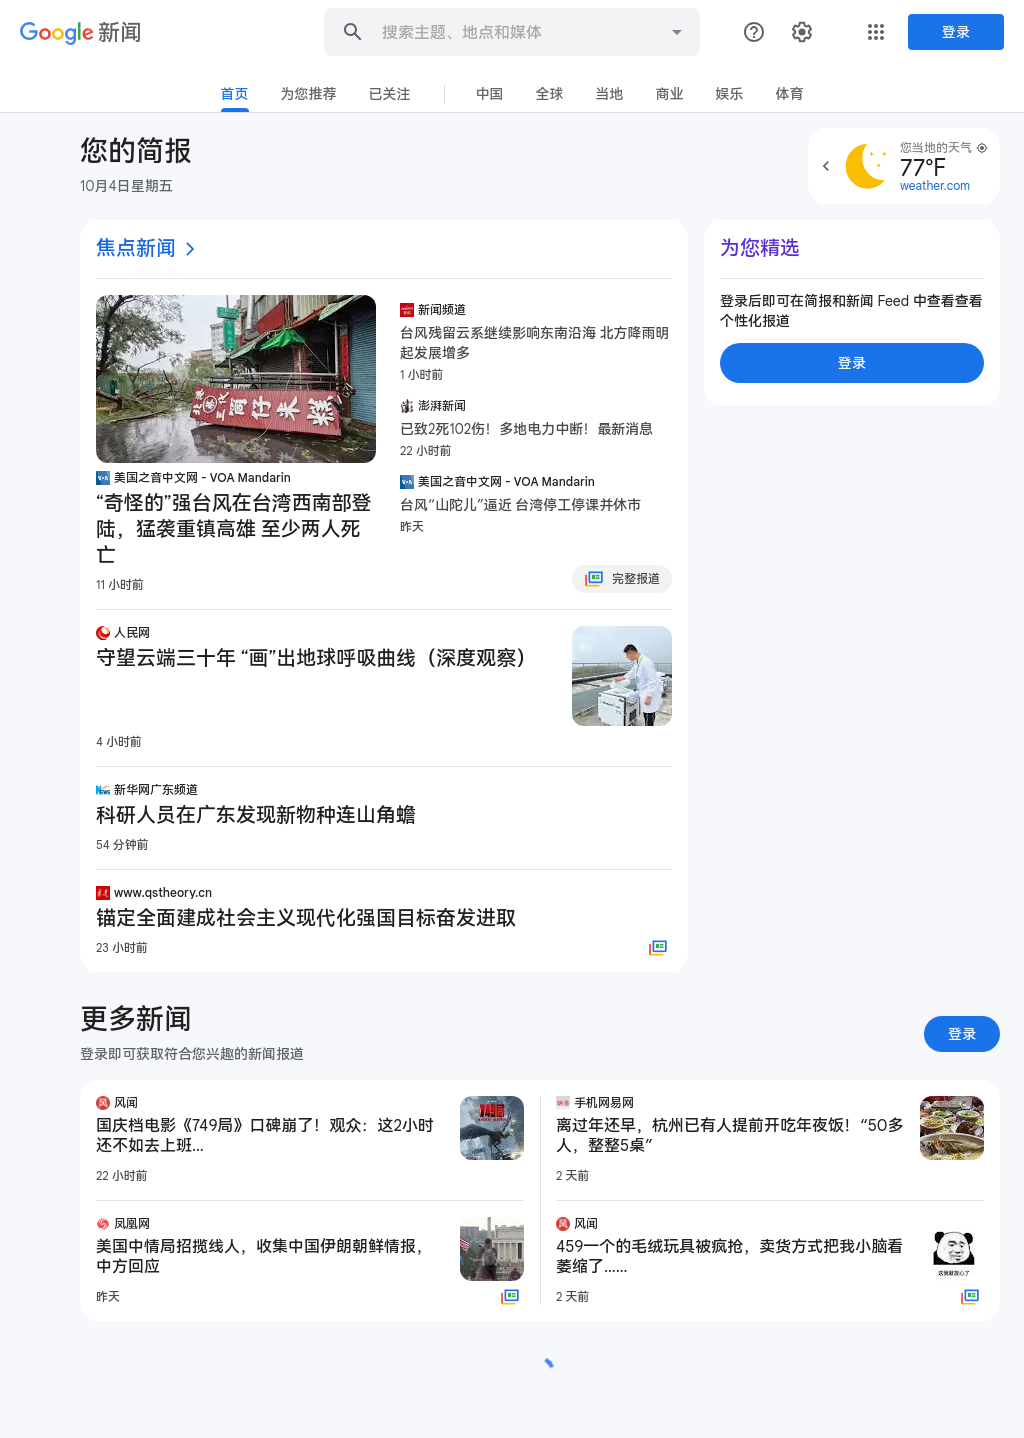 Google 新闻
搜索主题、地点和媒体
登录
首页
为您推荐
已关注
中国
全球
当地
商业
娱乐
体育
您的简报
10月4日星期五
您当地的天气
77°F
weather.com
焦点新闻
美国之音中文网 - VOA Mandarin
“奇怪的”强台风在台湾西南部登
陆，猛袭重镇高雄 至少两人死
亡
11 小时前
新闻频道
台风残留云系继续影响东南沿海 北方降雨明
起发展增多
1 小时前
澎湃新闻
已致2死102伤！多地电力中断！最新消息
22 小时前
美国之音中文网 - VOA Mandarin
台风“山陀儿”逼近 台湾停工停课并休市
昨天
完整报道
人民网
守望云端三十年 “画”出地球呼吸曲线（深度观察）
4 小时前
新华网广东频道
科研人员在广东发现新物种连山角蟾
54 分钟前
www.qstheory.cn
锚定全面建成社会主义现代化强国目标奋发进取
23 小时前
为您精选
登录后即可在简报和新闻 Feed 中查看查看
个性化报道
登录
更多新闻
登录即可获取符合您兴趣的新闻报道
登录
风闻
国庆档电影《749局》口碑崩了！观众：这2小时
还不如去上班...
22 小时前
749局
凤凰网
美国中情局招揽线人，收集中国伊朗朝鲜情报，
中方回应
昨天
手机网易网
离过年还早，杭州已有人提前开吃年夜饭！“50多
人，整整5桌”
2 天前
风闻
459一个的毛绒玩具被疯抢，卖货方式把我小脑看
萎缩了……
2 天前
这我就放心了